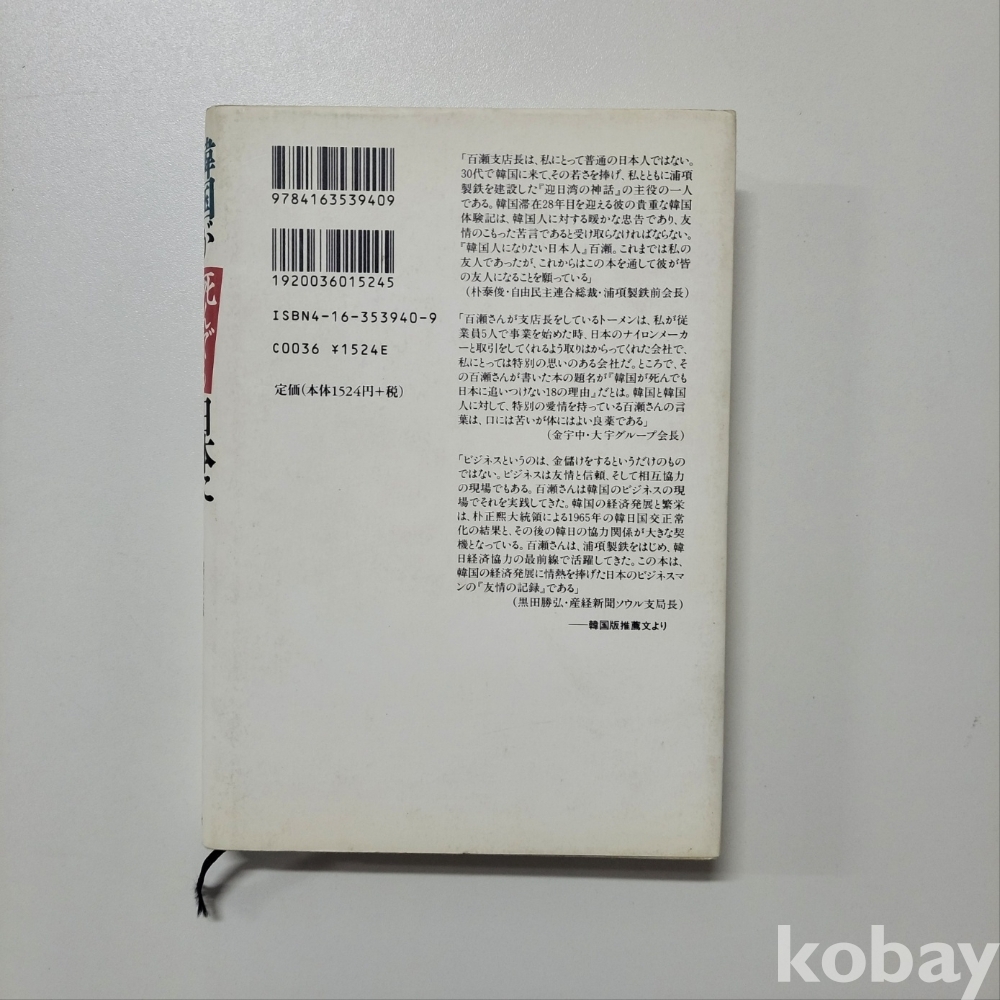 韓国が死んでも日本に
9784163539409
1920036015245
ISBN4-16-353940-9
C0036 ¥1524E
定価(本体1524円+税)
「百瀬支店長は、私にとって普通の日本人ではない。
30代で韓国に来て、その若さを捧げ、私とともに浦項
製鉄を建設した『迎日湾の神話』の主役の一人
である。韓国滞在28年目を迎える彼の貴重な韓国
体験記は、韓国人に対する暖かな忠告であり、友
情のこもった苦言であると受け取らなければならない。
『韓国人になりたい日本人』百瀬。これまでは私の
友人であったが、これからはこの本を通して彼が皆
の友人になることを願っている」
(朴泰俊・自由民主連合総裁・浦項製鉄前会長)
「百瀬さんが支店長をしているトーメンは、私が従
業員5人で事業を始めた時、日本のナイロンメーカ
ーと取引をしてくれるよう取りはからってくれた会社で、
私にとっては特別の思いのある会社だ。ところで、そ
の百瀬さんが書いた本の題名が『韓国が死んでも
日本に追いつけない18の理由』だとは。韓国と韓国
人に対して、特別の愛情を持っている百瀬さんの言
葉は、口には苦いが体にはよい良薬である」
(金宇中・大宇グループ会長)
「ビジネスというのは、金儲けをするというだけのもの
ではない。ビジネスは友情と信頼、そして相互協力
の現場でもある。百瀬さんは韓国のビジネスの現
場でそれを実践してきた。韓国の経済発展と繁栄
は、朴正熙大統領による1965年の韓日国交正常
化の結果と、その後の韓日の協力関係が大きな契
機となっている。百瀬さんは、浦項製鉄をはじめ、韓
日経済協力の最前線で活躍してきた。この本は、
韓国の経済発展に情熱を捧げた日本のビジネスマ
ンの『友情の記録』である」
(黒田勝弘・産経新聞ソウル支局長)
――韓国版推薦文より
kobay